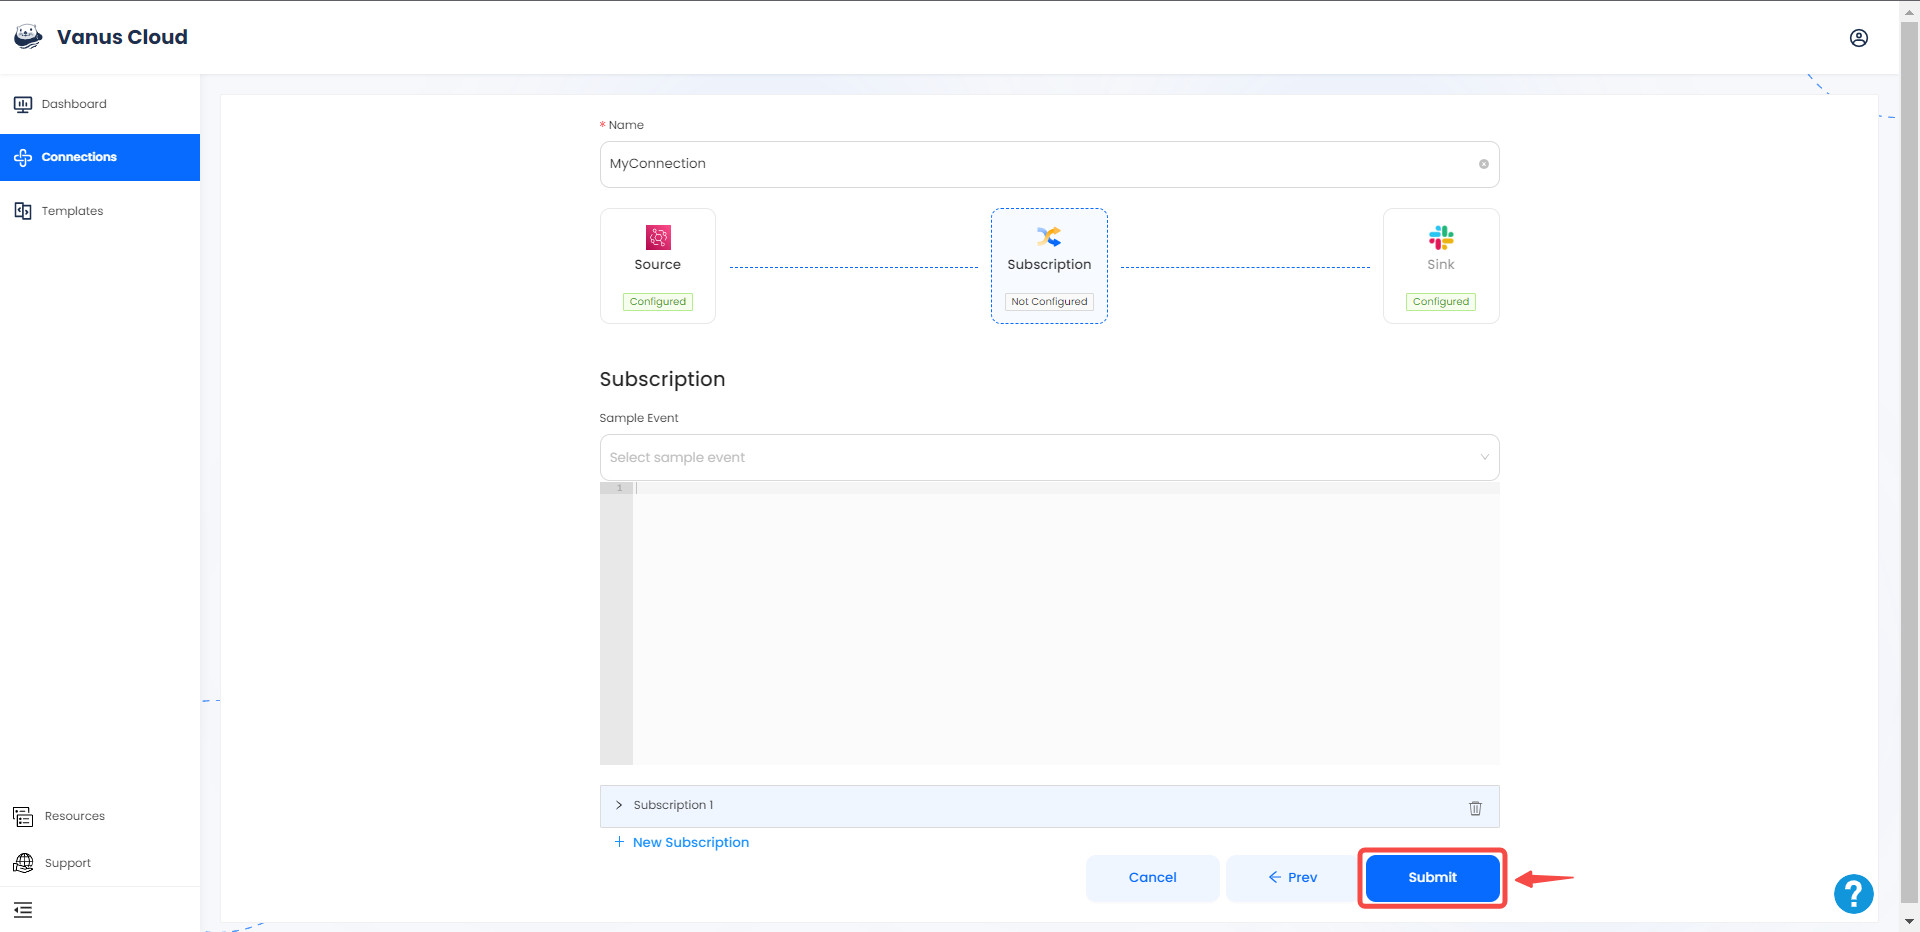 Vanus Cloud
Dashboard
Connections
Templates
* Name
MyConnection
Source
Configured
Subscription
Not Configured
Sink
Configured
Subscription
Sample Event
Select sample event
1
Subscription 1
+ New Subscription
Cancel
← Prev
Submit
Resources
Support
?